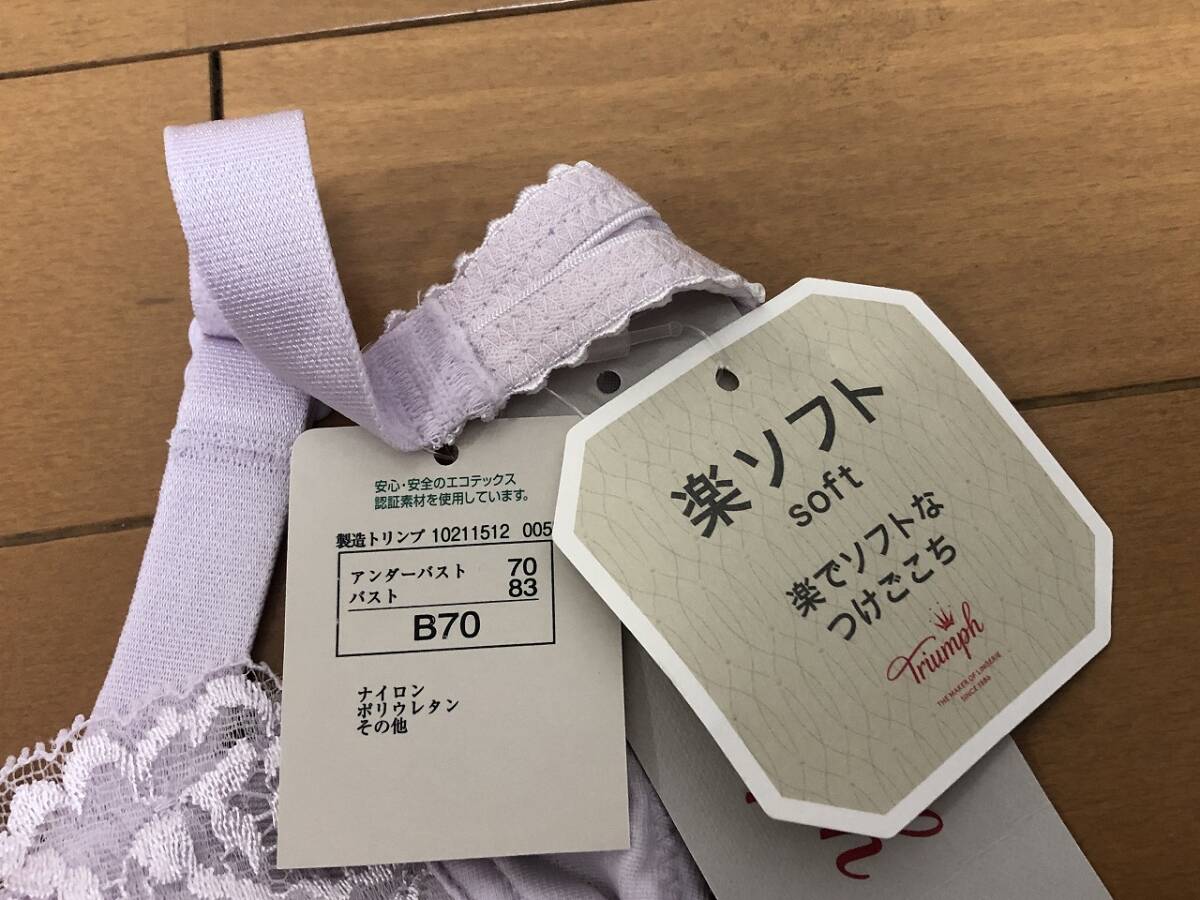 安心・安全のエコテックス
認証素材を使用しています。
製造トリンプ 10211512 005
アンダーバスト 70
バスト 83
B70
ナイロン
ポリウレタン
その他
楽ソフト
soft
楽でソフトな
つけごこち
Triumph
THE MAKER OF LINGERIE
SINCE 1886